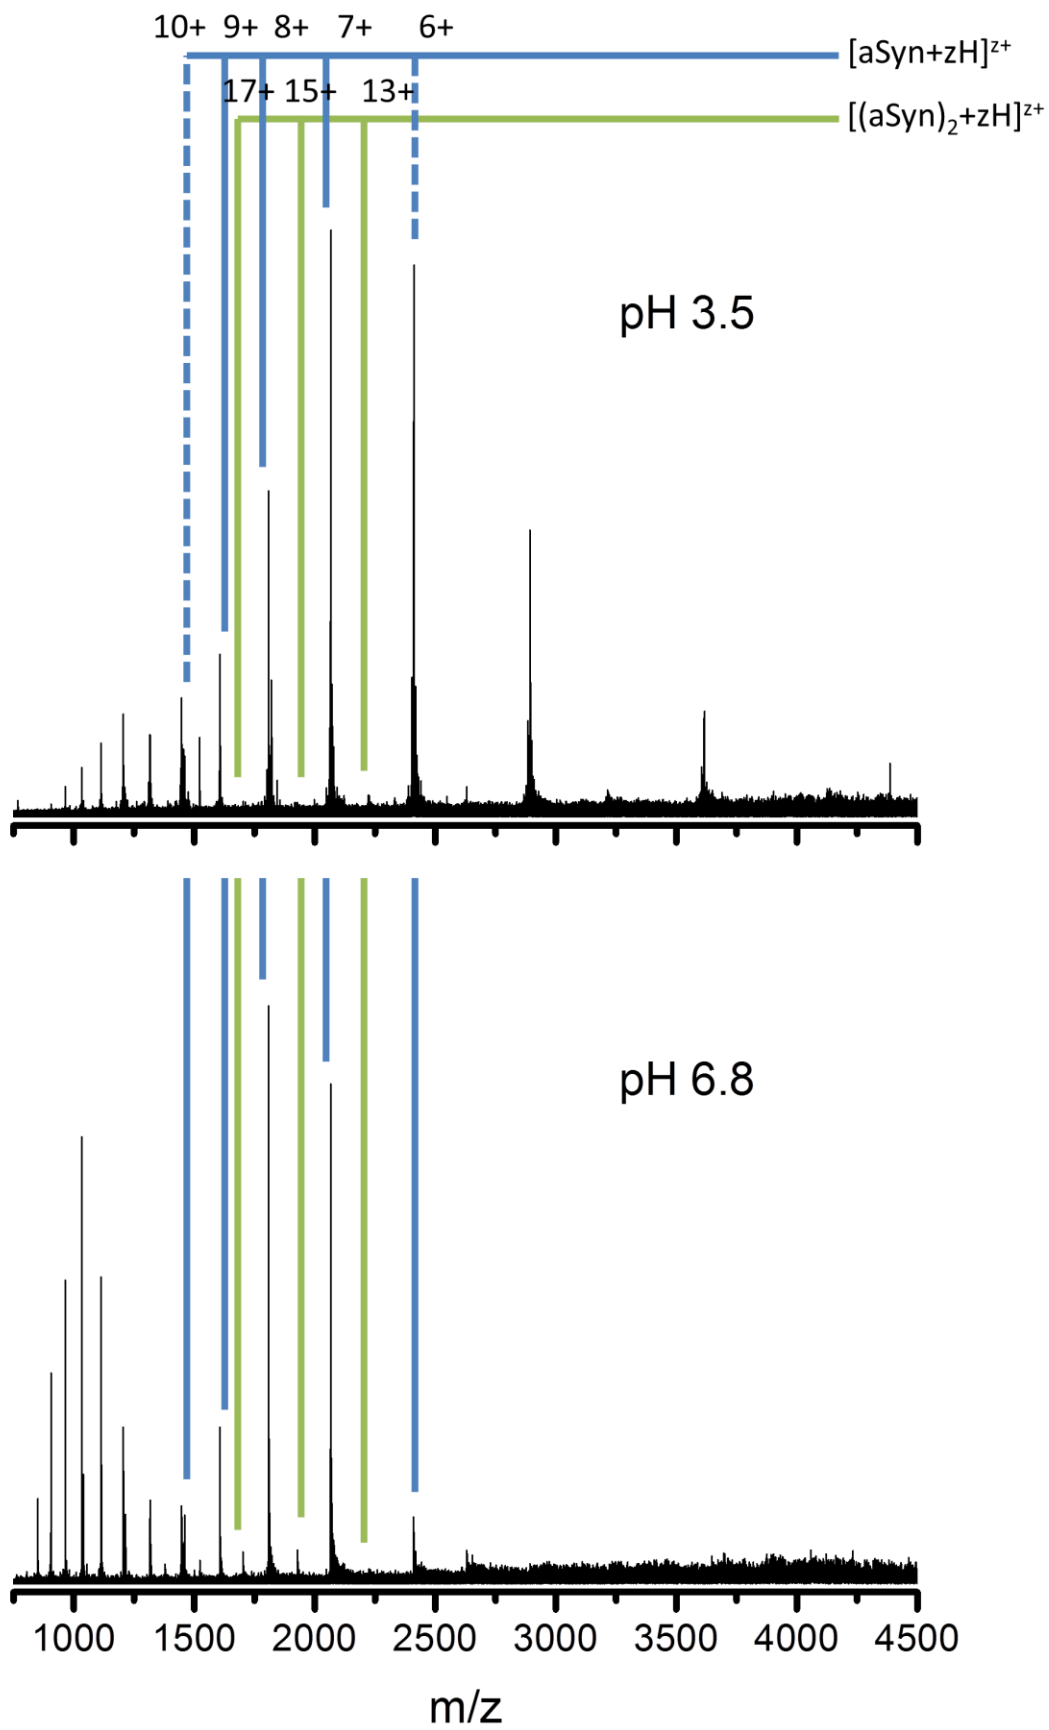 10+ 9+ 8+ 7+ 6+
[aSyn+zH]ᶻ⁺
17+ 15+ 13+
[(aSyn)₂+zH]ᶻ⁺
pH 3.5
pH 6.8
1000 1500 2000 2500 3000 3500 4000 4500
m/z